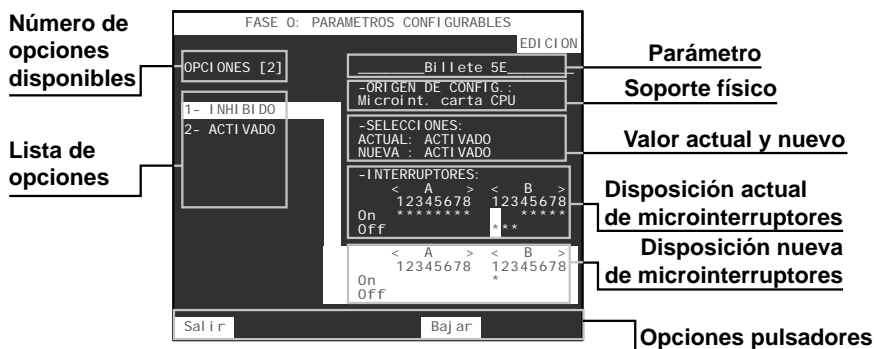 FASE O: PARAMETROS CONFIGURABLES
EDICION
Número de
opciones
disponibles
OPCIONES [2]
Billete 5E
Parámetro
-ORIGEN DE CONFIG.:
Microint. carta CPU
Soporte físico
1- INHIBIDO
2- ACTIVADO
-SELECCIONES:
ACTUAL: ACTIVADO
NUEVA : ACTIVADO
Valor actual y nuevo
Lista de
opciones
-INTERRUPTORES:
< A > < B >
12345678 12345678
On ******** *****
Off ***
Disposición actual
de microinterruptores
< A > < B >
12345678 12345678
On *
Off
Disposición nueva
de microinterruptores
Salir Bajar
Opciones pulsadores